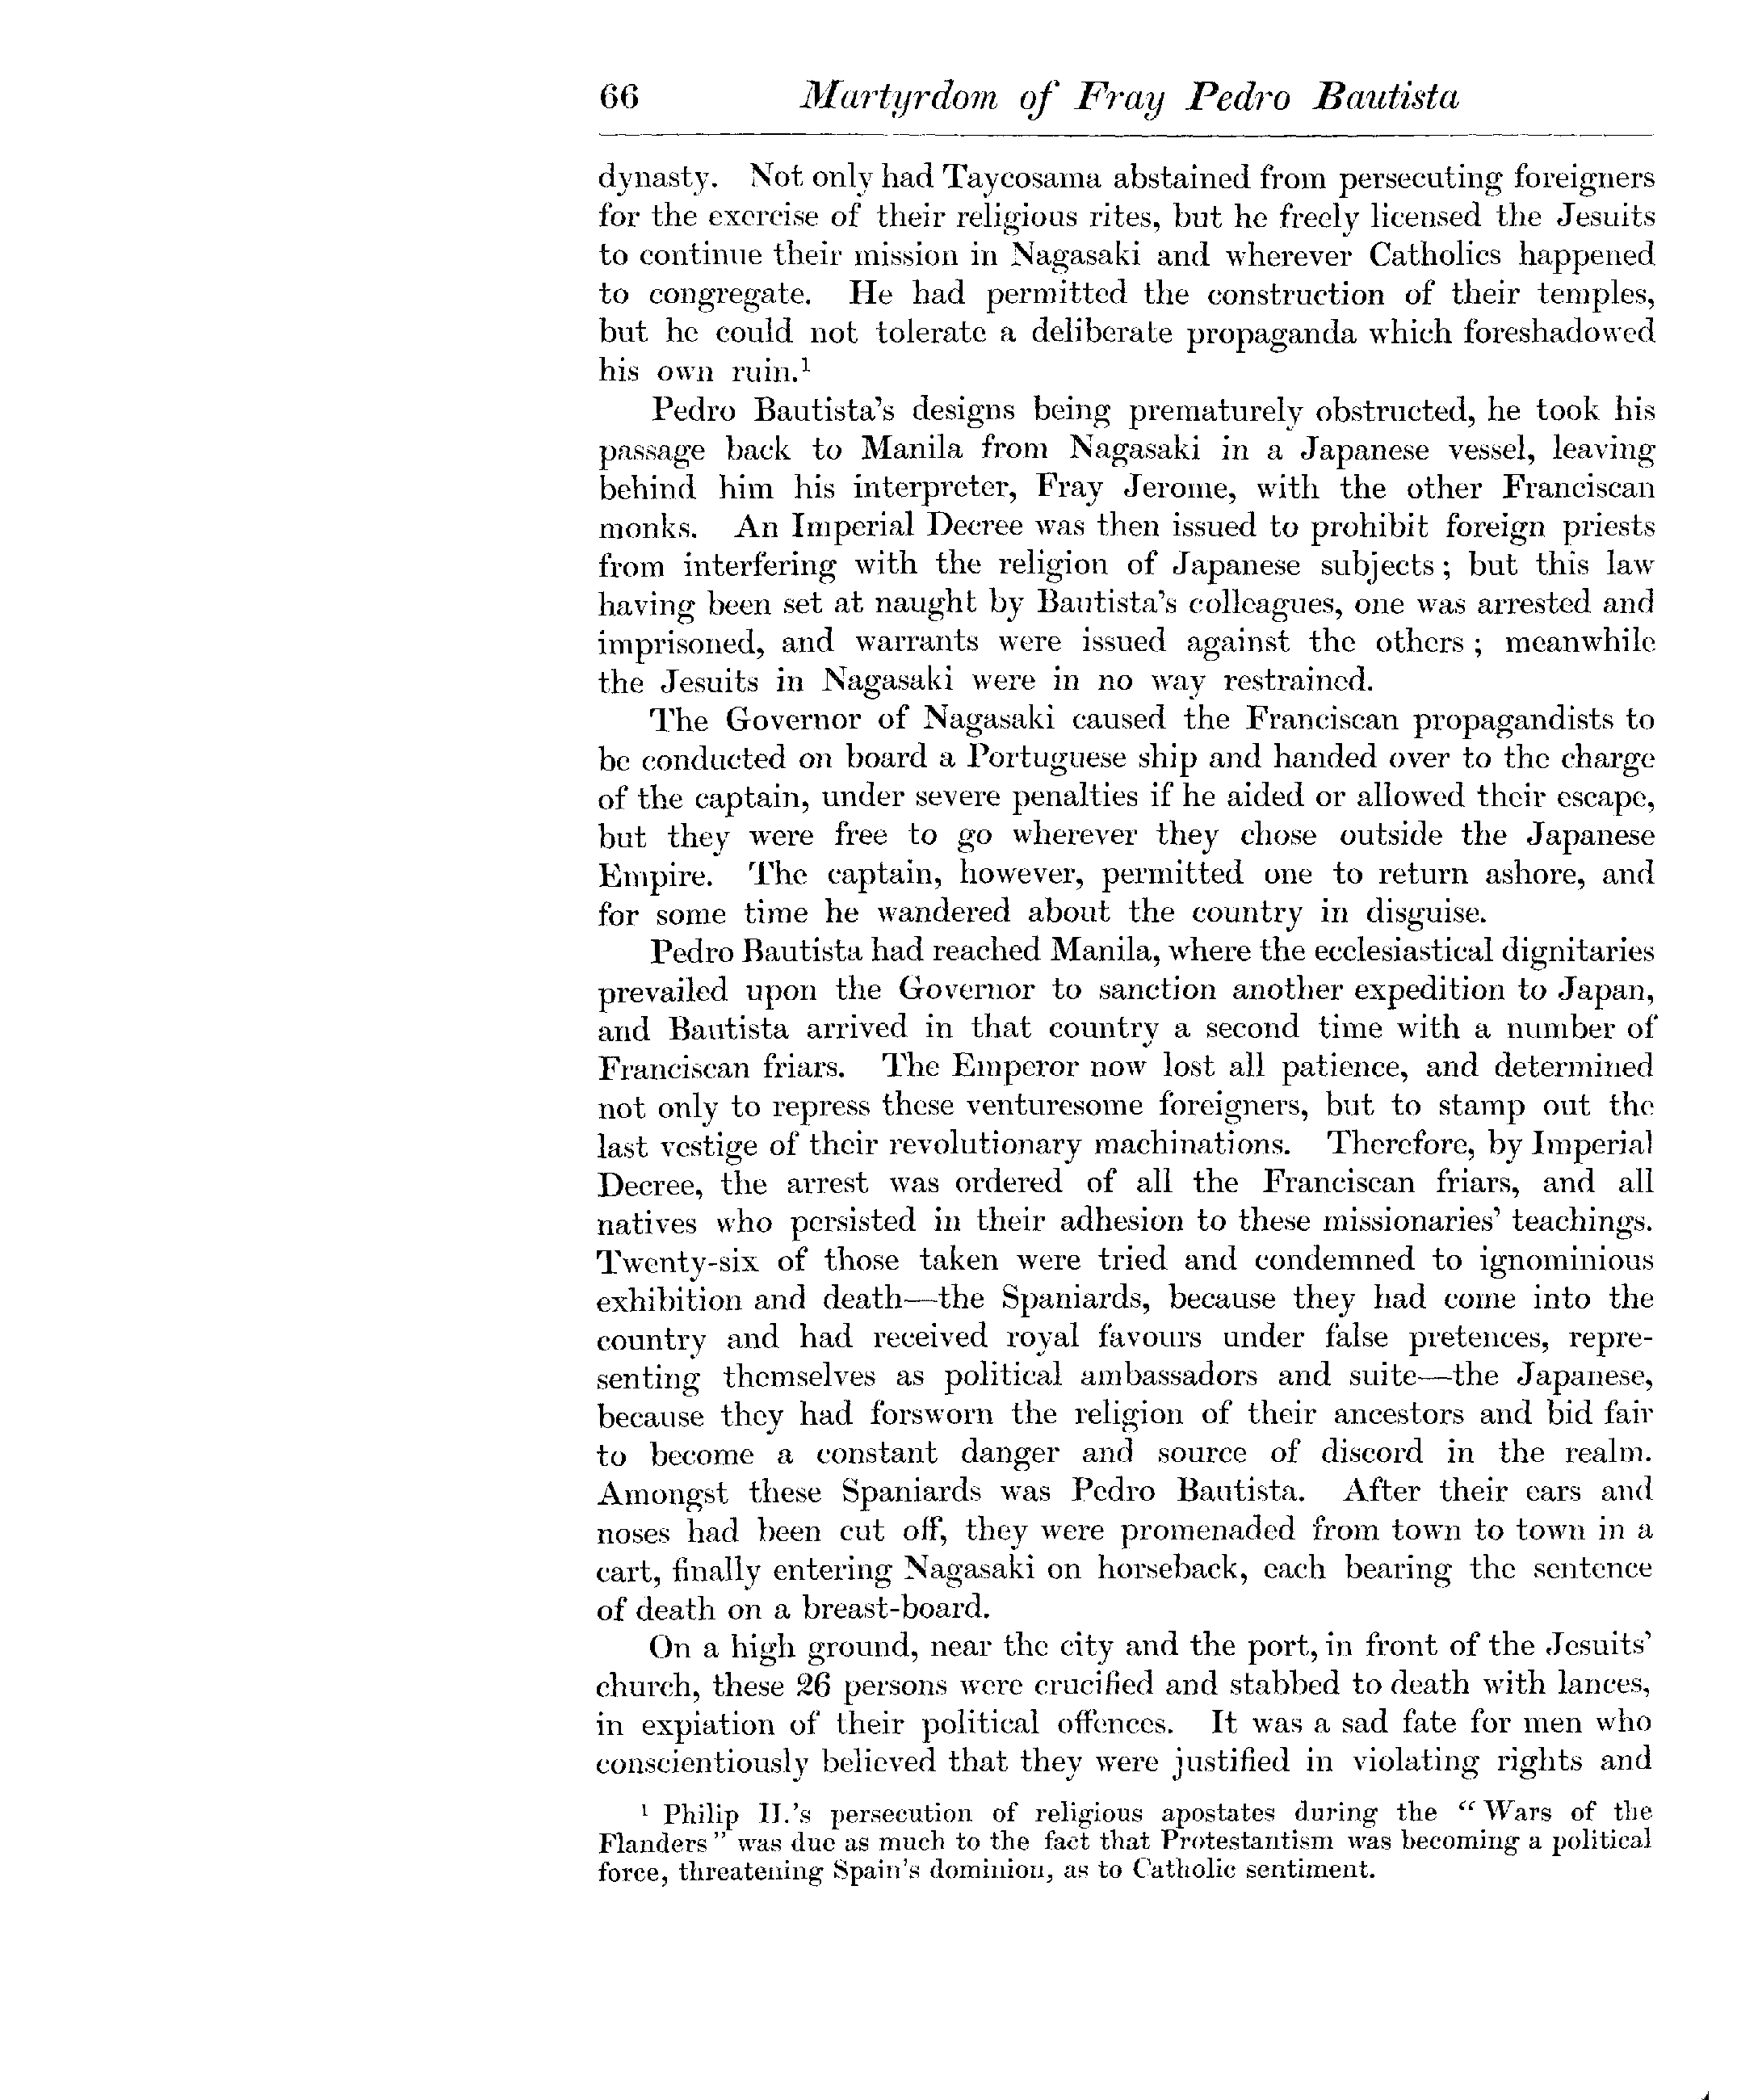 66 Martyrdom of Fray Pedro Bautista
dynasty. Not only had Taycosama abstained from persecuting foreigners
for the exercise of their religious rites, but he freely licensed the Jesuits
to continue their mission in Nagasaki and wherever Catholics happened
to congregate. He had permitted the construction of their temples,
but he could not tolerate a deliberate propaganda which foreshadowed
his own ruin.¹
Pedro Bautista's designs being prematurely obstructed, he took his
passage back to Manila from Nagasaki in a Japanese vessel, leaving
behind him his interpreter, Fray Jerome, with the other Franciscan
monks. An Imperial Decree was then issued to prohibit foreign priests
from interfering with the religion of Japanese subjects; but this law
having been set at naught by Bautista's colleagues, one was arrested and
imprisoned, and warrants were issued against the others; meanwhile
the Jesuits in Nagasaki were in no way restrained.
The Governor of Nagasaki caused the Franciscan propagandists to
be conducted on board a Portuguese ship and handed over to the charge
of the captain, under severe penalties if he aided or allowed their escape,
but they were free to go wherever they chose outside the Japanese
Empire. The captain, however, permitted one to return ashore, and
for some time he wandered about the country in disguise.
Pedro Bautista had reached Manila, where the ecclesiastical dignitaries
prevailed upon the Governor to sanction another expedition to Japan,
and Bautista arrived in that country a second time with a number of
Franciscan friars. The Emperor now lost all patience, and determined
not only to repress these venturesome foreigners, but to stamp out the
last vestige of their revolutionary machinations. Therefore, by Imperial
Decree, the arrest was ordered of all the Franciscan friars, and all
natives who persisted in their adhesion to these missionaries' teachings.
Twenty-six of those taken were tried and condemned to ignominious
exhibition and death—the Spaniards, because they had come into the
country and had received royal favours under false pretences, repre-
senting themselves as political ambassadors and suite—the Japanese,
because they had forsworn the religion of their ancestors and bid fair
to become a constant danger and source of discord in the realm.
Amongst these Spaniards was Pedro Bautista. After their ears and
noses had been cut off, they were promenaded from town to town in a
cart, finally entering Nagasaki on horseback, each bearing the sentence
of death on a breast-board.
On a high ground, near the city and the port, in front of the Jesuits'
church, these 26 persons were crucified and stabbed to death with lances,
in expiation of their political offences. It was a sad fate for men who
conscientiously believed that they were justified in violating rights and
¹ Philip II.'s persecution of religious apostates during the "Wars of the
Flanders" was due as much to the fact that Protestantism was becoming a political
force, threatening Spain's dominion, as to Catholic sentiment.